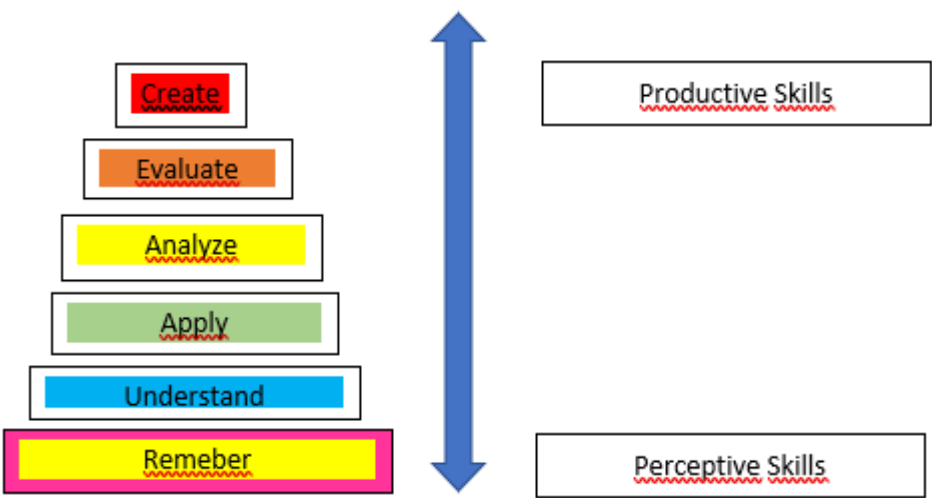 Create
Productive Skills
Evaluate
Analyze
Apply
Understand
Remeber
Perceptive Skills